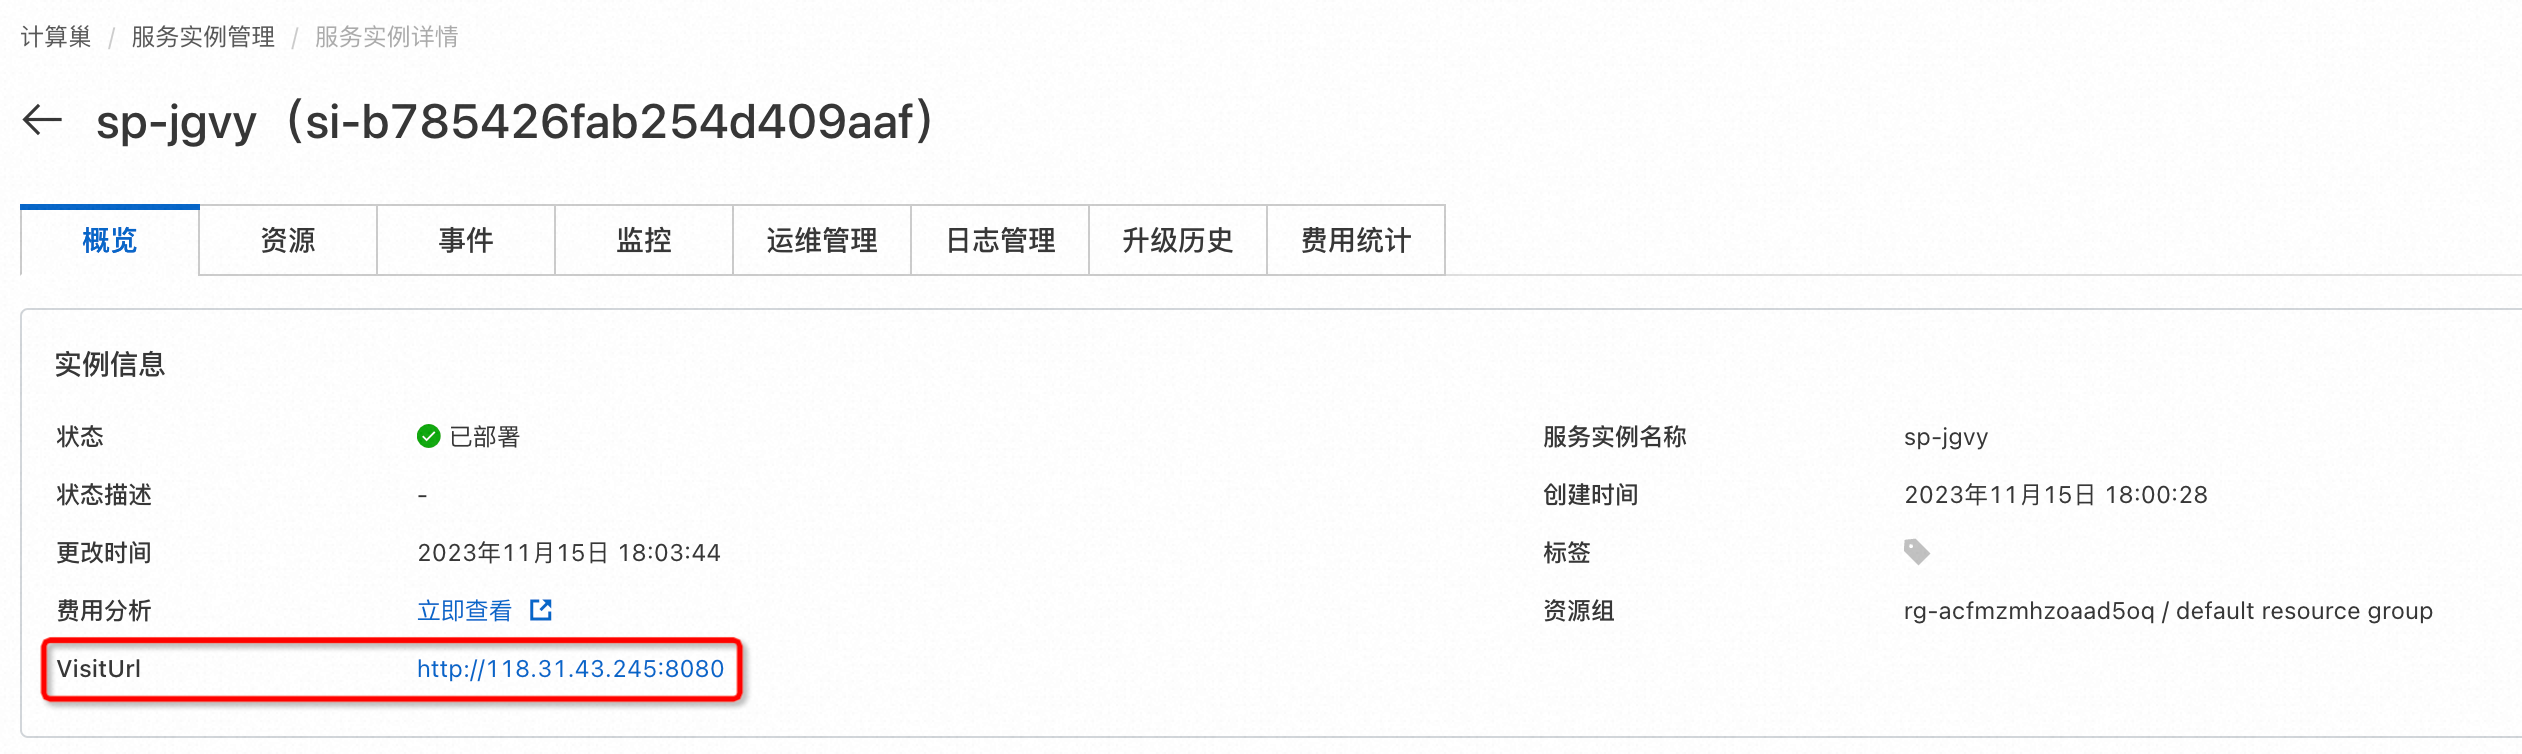 计算巢 / 服务实例管理 / 服务实例详情
sp-jgvy（si-b785426fab254d409aaf）
概览 资源 事件 监控 运维管理 日志管理 升级历史 费用统计
实例信息
状态 已部署 服务实例名称 sp-jgvy
状态描述 - 创建时间 2023年11月15日 18:00:28
更改时间 2023年11月15日 18:03:44 标签
费用分析 立即查看 资源组 rg-acfmzmhzoaad5oq / default resource group
VisitUrl http://118.31.43.245:8080